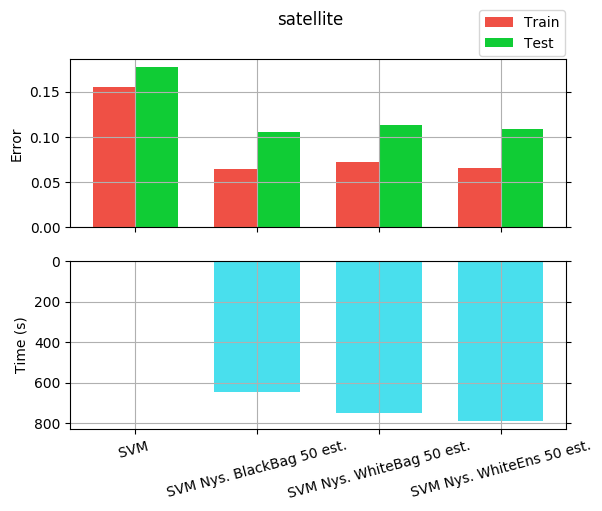 satellite
Train
Test
Error
0.15
0.10
0.05
0.00
Time (s)
0
200
400
600
800
SVM
SVM Nys. BlackBag 50 est.
SVM Nys. WhiteBag 50 est.
SVM Nys. WhiteEns 50 est.